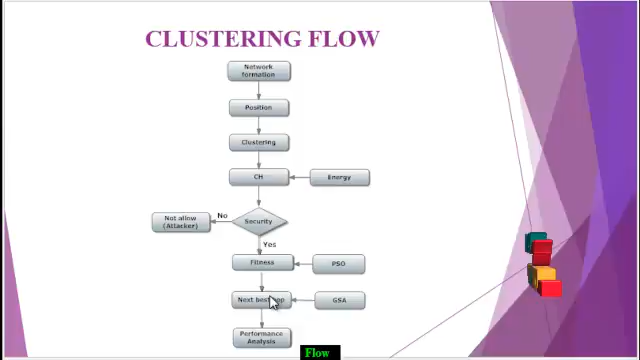 CLUSTERING FLOW
Network
formation
Position
Clustering
CH
Energy
Not allow
(Attacker)
No
Security
Yes
Fitness
PSO
Next best
GSA
Performance
Analysis
Flow